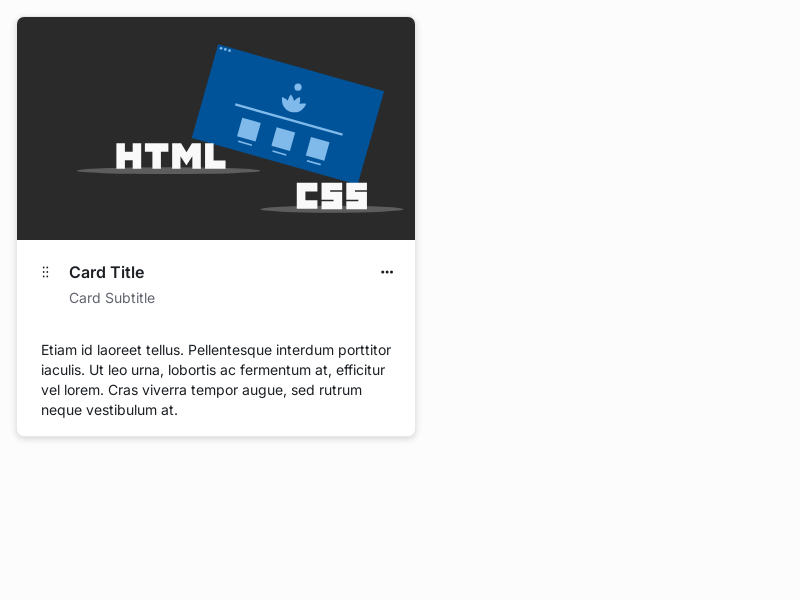 HTML
CSS
Card Title
Card Subtitle
Etiam id laoreet tellus. Pellentesque interdum porttitor
iaculis. Ut leo urna, lobortis ac fermentum at, efficitur
vel lorem. Cras viverra tempor augue, sed rutrum
neque vestibulum at.